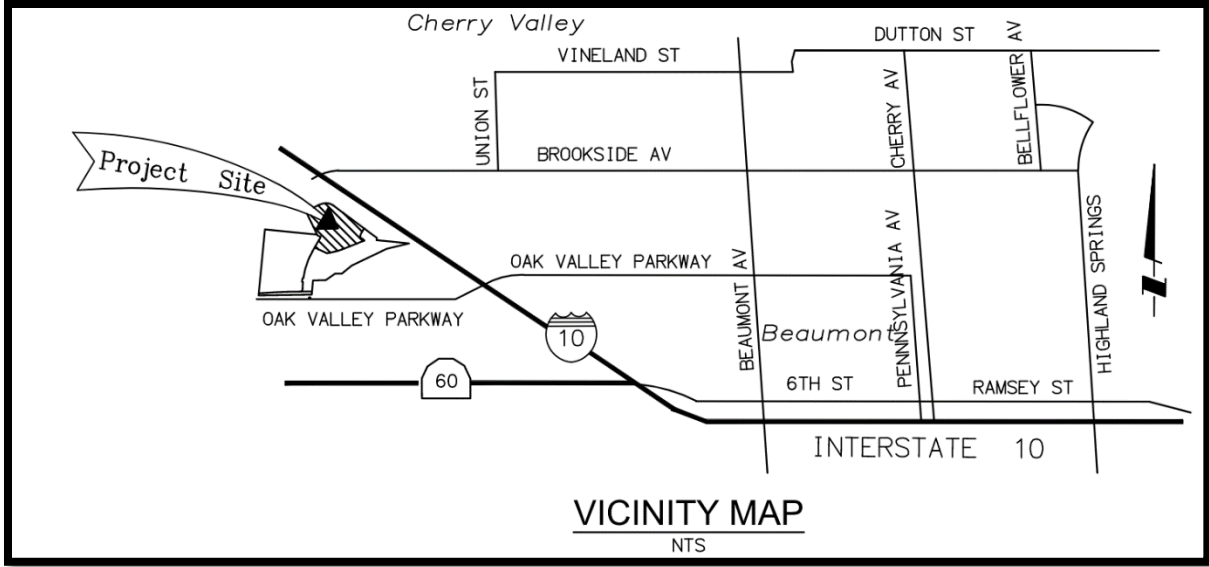 Cherry Valley
DUTTON ST
BELLFLOWER AV
VINELAND ST
UNION ST
CHERRY AV
BROOKSIDE AV
Project Site
HIGHLAND SPRINGS
PENNNSYLVANIA AV
BEAUMONT AV
OAK VALLEY PARKWAY
N
OAK VALLEY PARKWAY
10
Beaumont
60
6TH ST
RAMSEY ST
INTERSTATE 10
VICINITY MAP
NTS